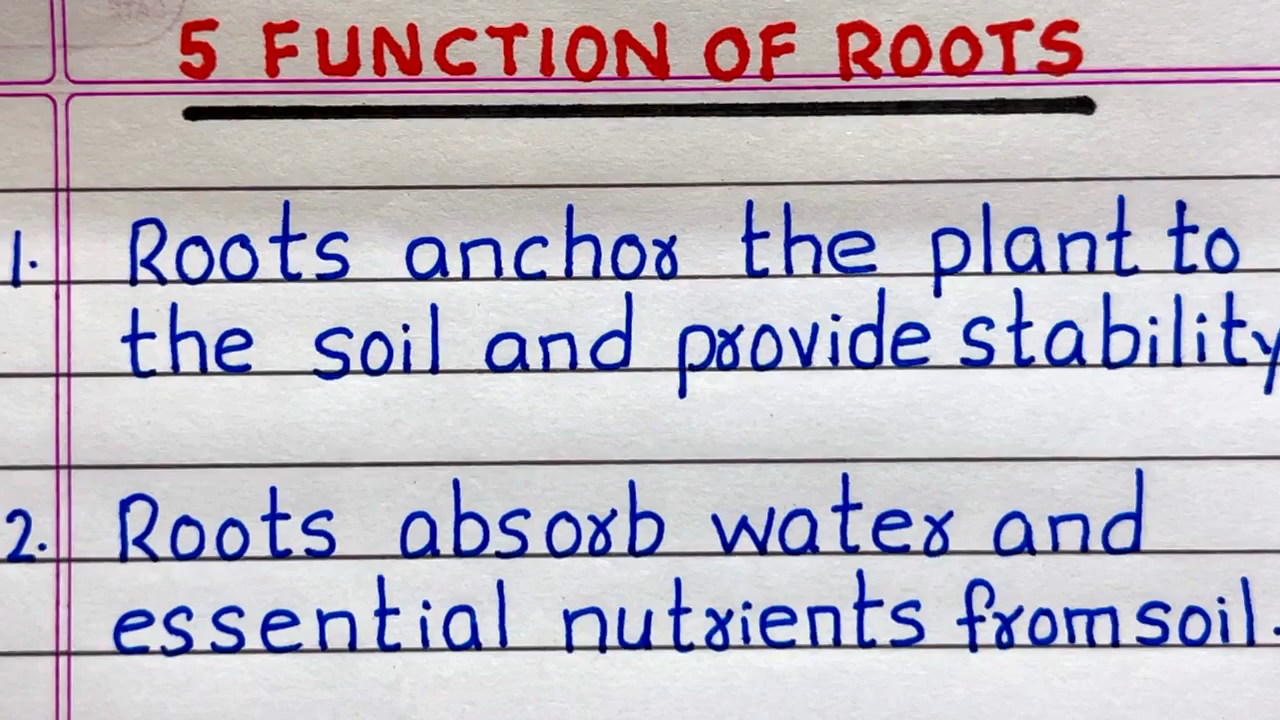 5 FUNCTION OF ROOTS
1. Roots anchor the plant to
the soil and provide stability
2. Roots absorb water and
essential nutrients from soil.